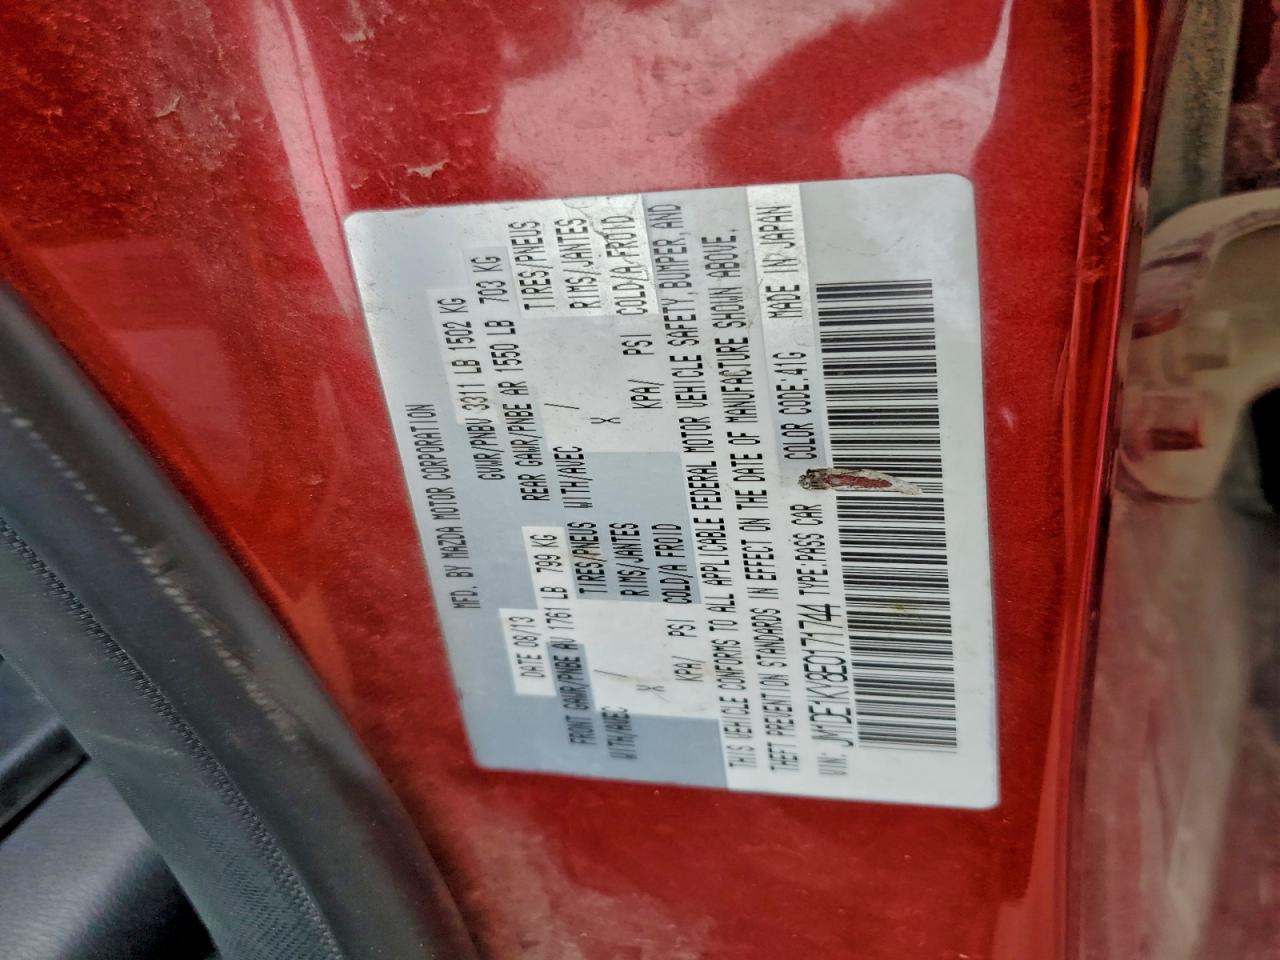 MFD. BY MAZDA MOTOR CORPORATION
DATE 08/13 GVWR/PNBV 3311 LB 1502 KG
FRONT GAWR/PNBE AV 1761 LB 799 KG REAR GAWR/PNBE AR 1550 LB 703 KG
WITH/AVEC / TIRES/PNEUS WITH/AVEC / TIRES/PNEUS
X RIMS/JANTES X RIMS/JANTES
KPA/ PSI COLD/A FROID KPA/ PSI COLD/A FROID
THIS VEHICLE CONFORMS TO ALL APPLICABLE FEDERAL MOTOR VEHICLE SAFETY, BUMPER, AND
THEFT PREVENTION STANDARDS IN EFFECT ON THE DATE OF MANUFACTURE SHOWN ABOVE.
VIN: JM1DE1KY8E0171744 TYPE:PASS CAR COLOR CODE:41G MADE IN JAPAN